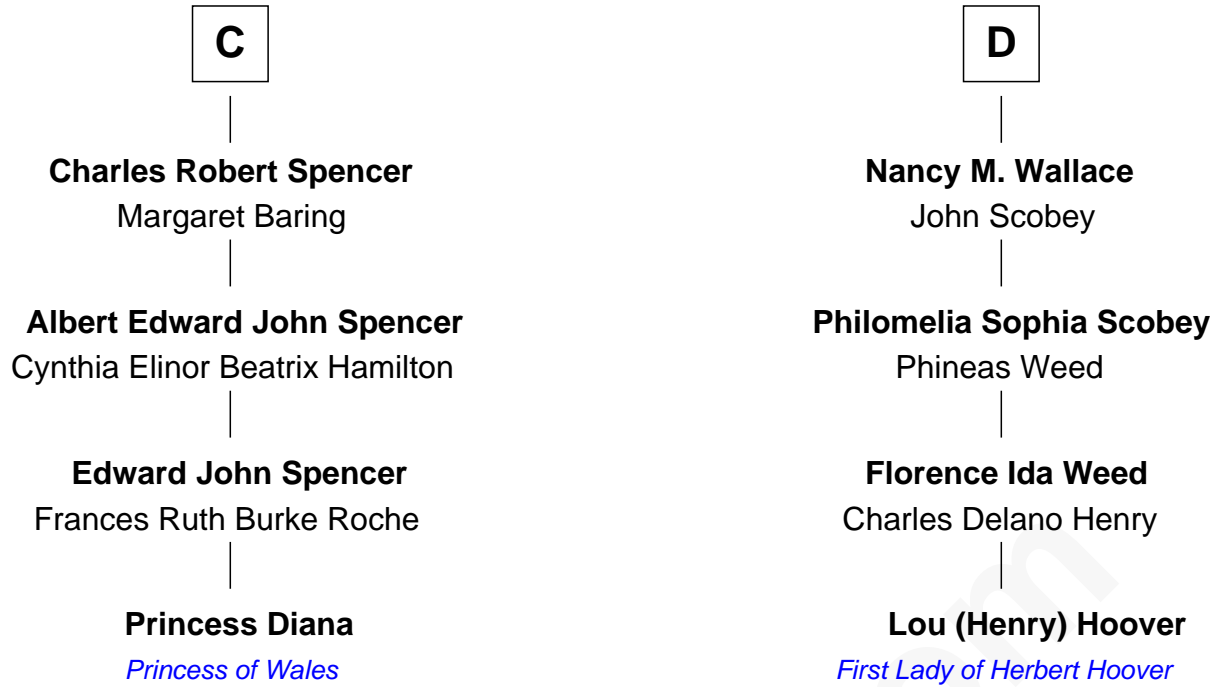 C
Charles Robert Spencer
Margaret Baring
Albert Edward John Spencer
Cynthia Elinor Beatrix Hamilton
Edward John Spencer
Frances Ruth Burke Roche
Princess Diana
Princess of Wales
D
Nancy M. Wallace
John Scobey
Philomelia Sophia Scobey
Phineas Weed
Florence Ida Weed
Charles Delano Henry
Lou (Henry) Hoover
First Lady of Herbert Hoover